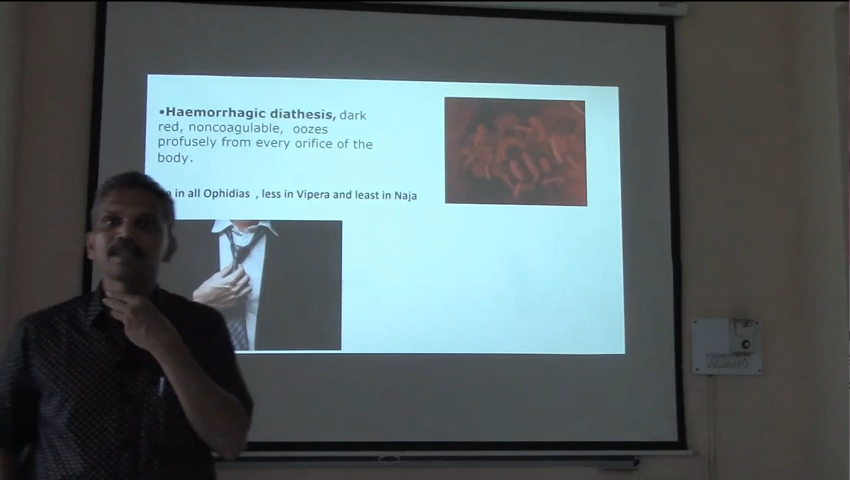 •Haemorrhagic diathesis, dark
red, noncoagulable, oozes
profusely from every orifice of the
body.
in all Ophidias , less in Vipera and least in Naja